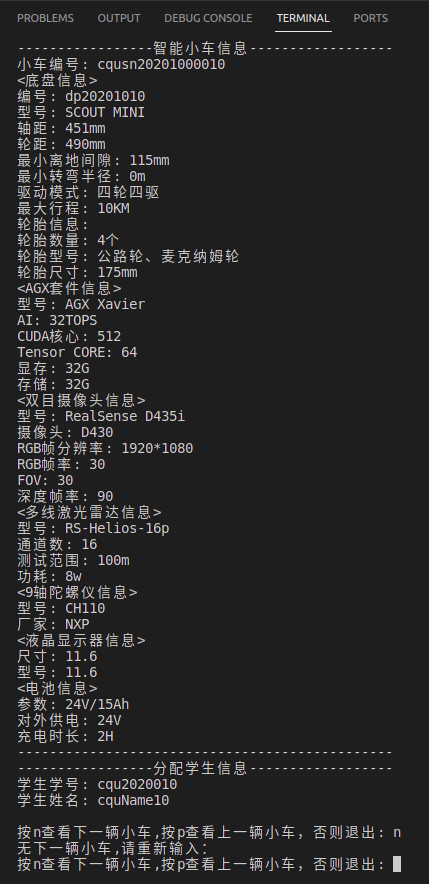 PROBLEMS OUTPUT DEBUG CONSOLE TERMINAL PORTS
-----------------智能小车信息------------------
小车编号: cqusn20201000010
<底盘信息>
编号: dp20201010
型号: SCOUT MINI
轴距: 451mm
轮距: 490mm
最小离地间隙: 115mm
最小转弯半径: 0m
驱动模式: 四轮四驱
最大行程: 10KM
轮胎信息:
轮胎数量: 4个
轮胎型号: 公路轮、麦克纳姆轮
轮胎尺寸: 175mm
<AGX套件信息>
型号: AGX Xavier
AI: 32TOPS
CUDA核心: 512
Tensor CORE: 64
显存: 32G
存储: 32G
<双目摄像头信息>
型号: RealSense D435i
摄像头: D430
RGB帧分辨率: 1920*1080
RGB帧率: 30
FOV: 30
深度帧率: 90
<多线激光雷达信息>
型号: RS-Helios-16p
通道数: 16
测试范围: 100m
功耗: 8w
<9轴陀螺仪信息>
型号: CH110
厂家: NXP
<液晶显示器信息>
尺寸: 11.6
型号: 11.6
<电池信息>
参数: 24V/15Ah
对外供电: 24V
充电时长: 2H
-----------------------------------------------
-----------------分配学生信息------------------
学生学号: cqu2020010
学生姓名: cquName10
按n查看下一辆小车,按p查看上一辆小车，否则退出: n
无下一辆小车,请重新输入:
按n查看下一辆小车,按p查看上一辆小车，否则退出: